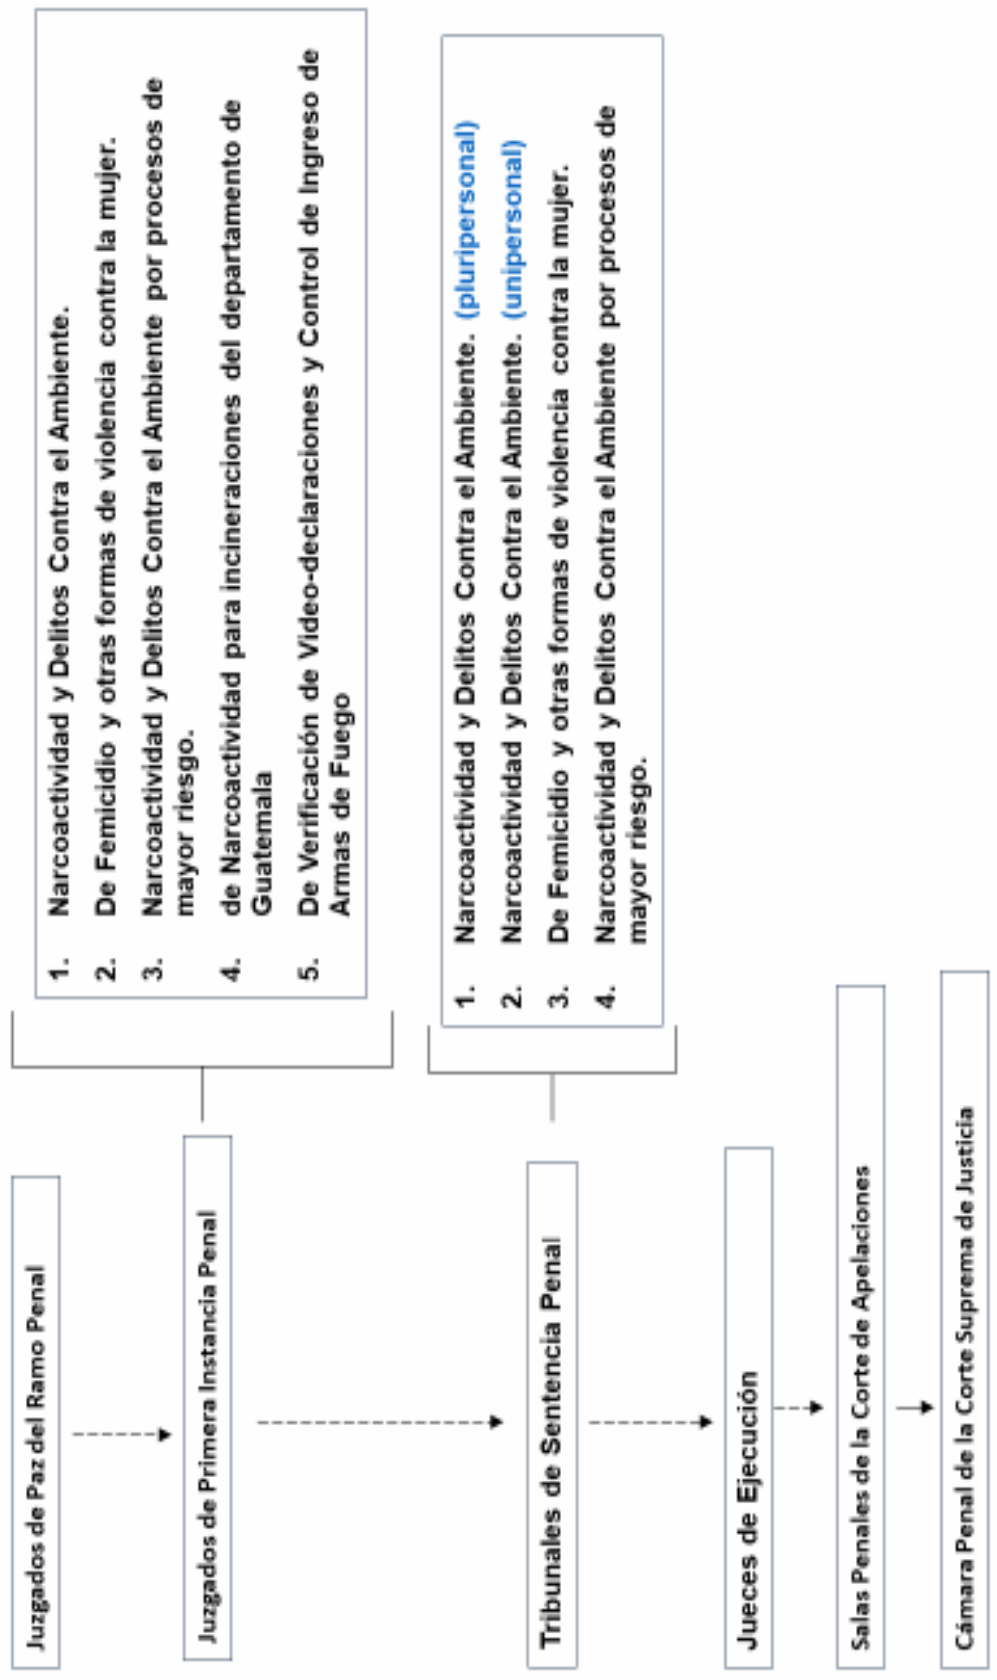 Juzgados de Paz del Ramo Penal
Juzgados de Primera Instancia Penal
1. Narcoactividad y Delitos Contra el Ambiente.
2. De Femicidio y otras formas de violencia contra la mujer.
3. Narcoactividad y Delitos Contra el Ambiente por procesos de
mayor riesgo.
4. de Narcoactividad para incineraciones del departamento de
Guatemala
5. De Verificación de Video-declaraciones y Control de Ingreso de
Armas de Fuego
Tribunales de Sentencia Penal
1. Narcoactividad y Delitos Contra el Ambiente. (pluripersonal)
2. Narcoactividad y Delitos Contra el Ambiente. (unipersonal)
3. De Femicidio y otras formas de violencia contra la mujer.
4. Narcoactividad y Delitos Contra el Ambiente por procesos de
mayor riesgo.
Jueces de Ejecución
Salas Penales de la Corte de Apelaciones
Cámara Penal de la Corte Suprema de Justicia